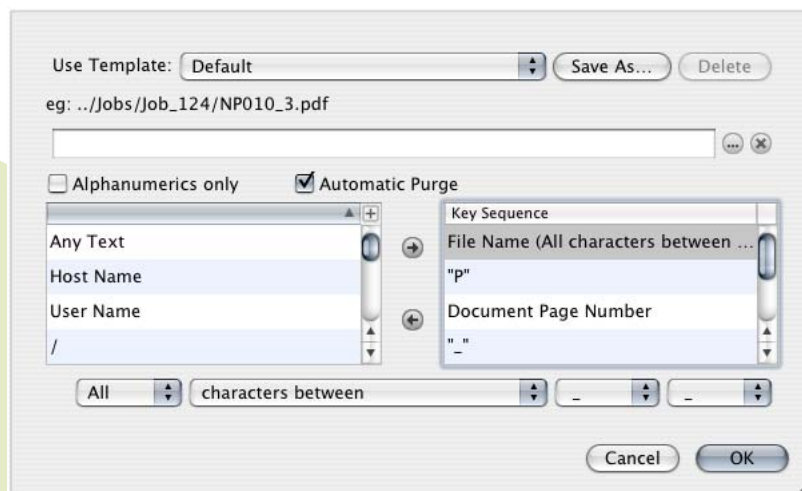 Use Template: Default Save As... Delete
eg: ../Jobs/Job_124/NP010_3.pdf
Alphanumerics only Automatic Purge
Key Sequence
Any Text File Name (All characters between ...
Host Name "P"
User Name Document Page Number
/ "_"
All characters between _ _
Cancel OK